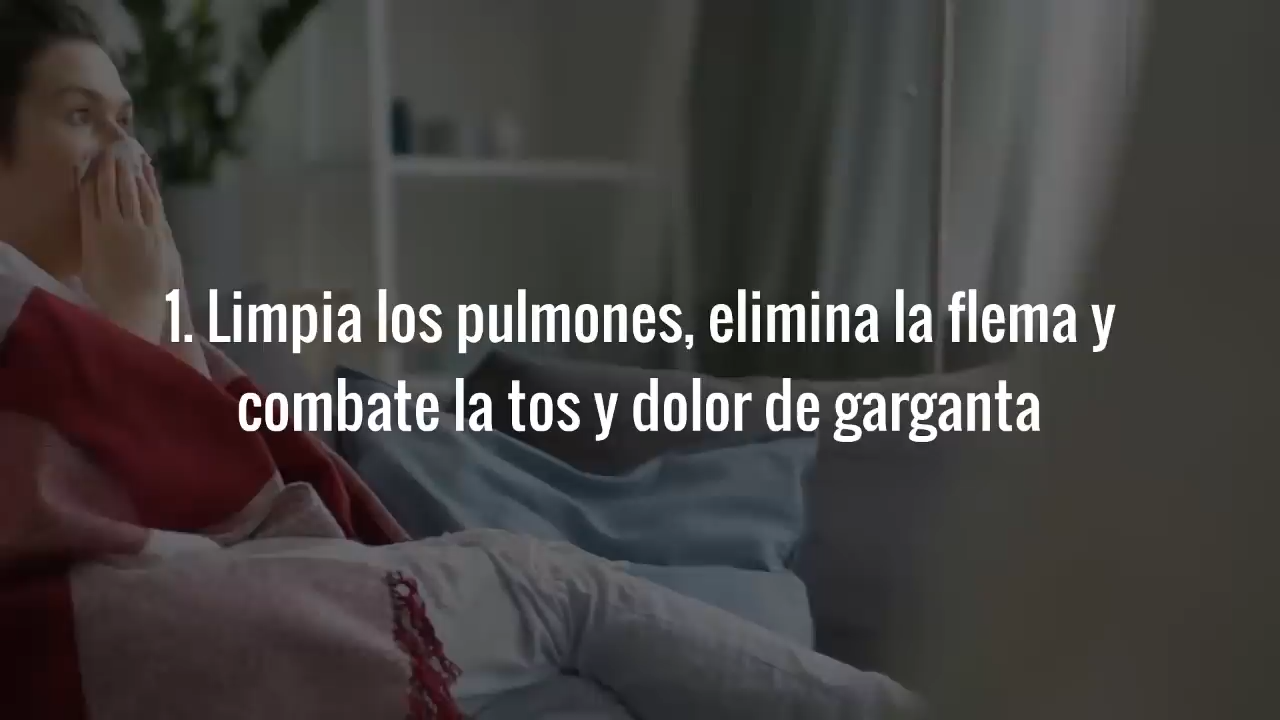 1. Limpia los pulmones, elimina la flema y
combate la tos y dolor de garganta